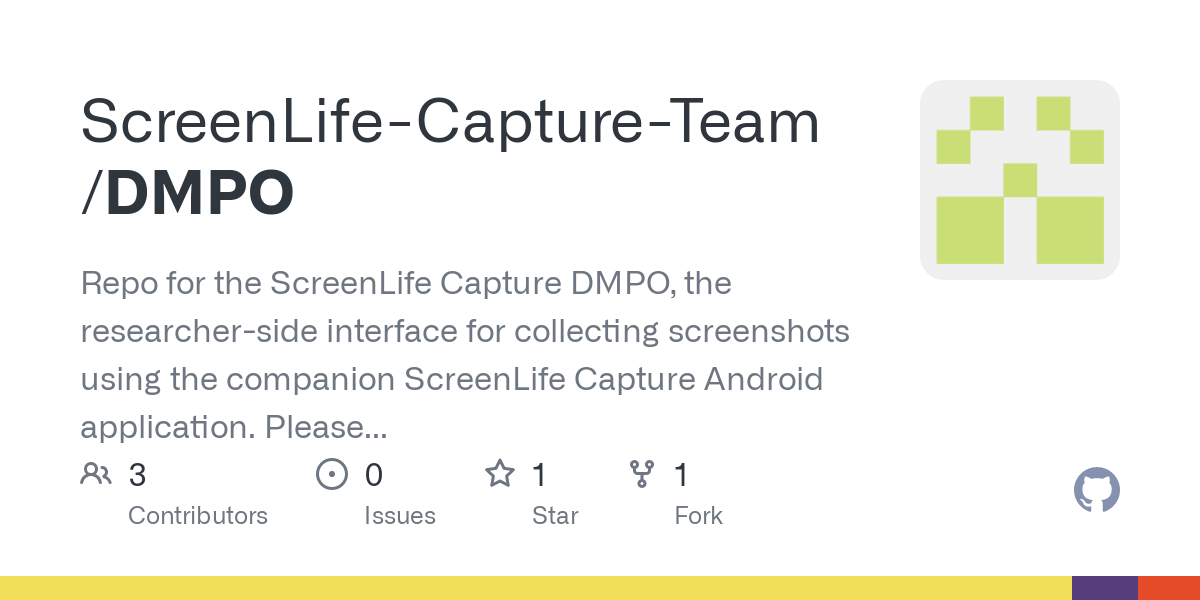 ScreenLife-Capture-Team
/DMPO
Repo for the ScreenLife Capture DMPO, the
researcher-side interface for collecting screenshots
using the companion ScreenLife Capture Android
application. Please...
3 0 1 1
Contributors Issues Star Fork